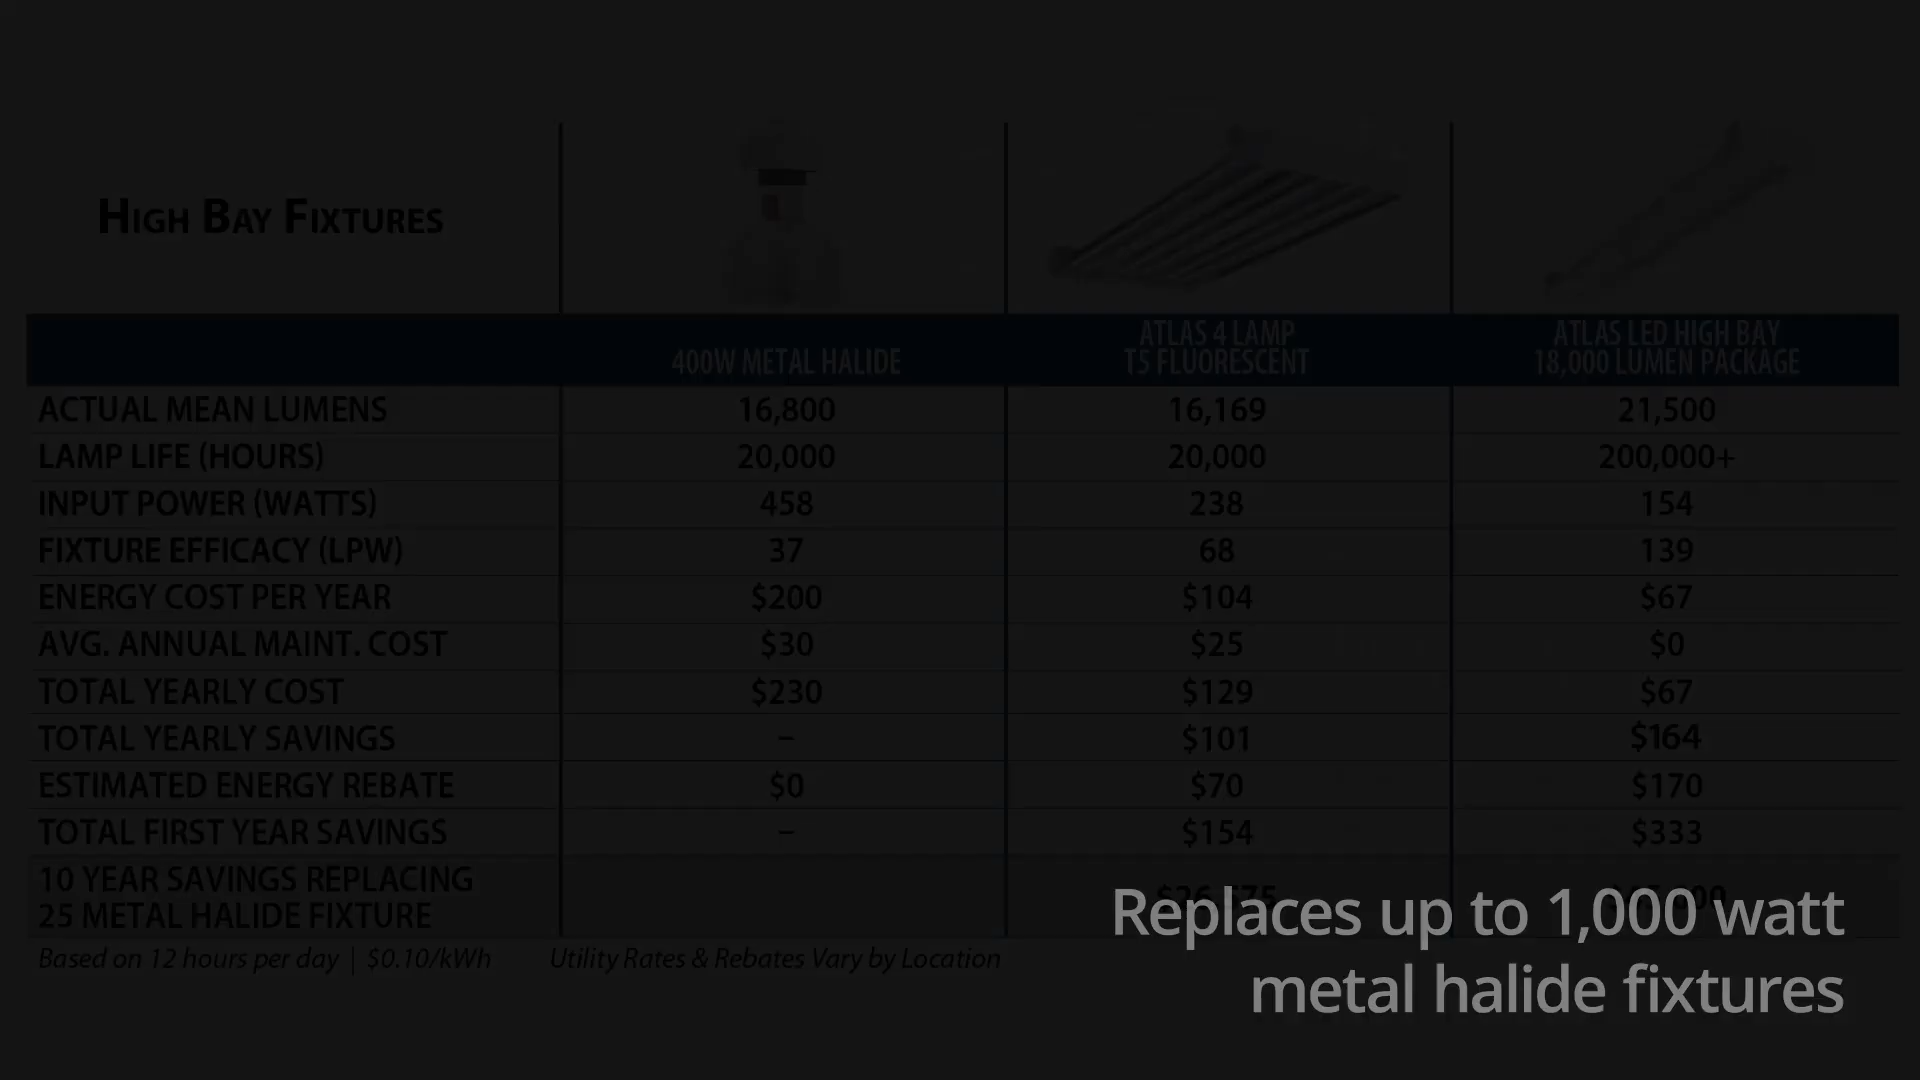 HIGH BAY FIXTURES
400W METAL HALIDE
ATLAS 4 LAMP
T5 FLUORESCENT
ATLAS LED HIGH BAY
18,000 LUMEN PACKAGE
ACTUAL MEAN LUMENS 16,800 16,169 21,500
LAMP LIFE (HOURS) 20,000 20,000 200,000+
INPUT POWER (WATTS) 458 238 154
FIXTURE EFFICACY (LPW) 37 68 139
ENERGY COST PER YEAR $200 $104 $67
AVG. ANNUAL MAINT. COST $30 $25 $0
TOTAL YEARLY COST $230 $129 $67
TOTAL YEARLY SAVINGS – $101 $164
ESTIMATED ENERGY REBATE $0 $70 $170
TOTAL FIRST YEAR SAVINGS – $154 $333
10 YEAR SAVINGS REPLACING
25 METAL HALIDE FIXTURE
Based on 12 hours per day | $0.10/kWh Utility Rates & Rebates Vary by Location
Replaces up to 1,000 watt
metal halide fixtures